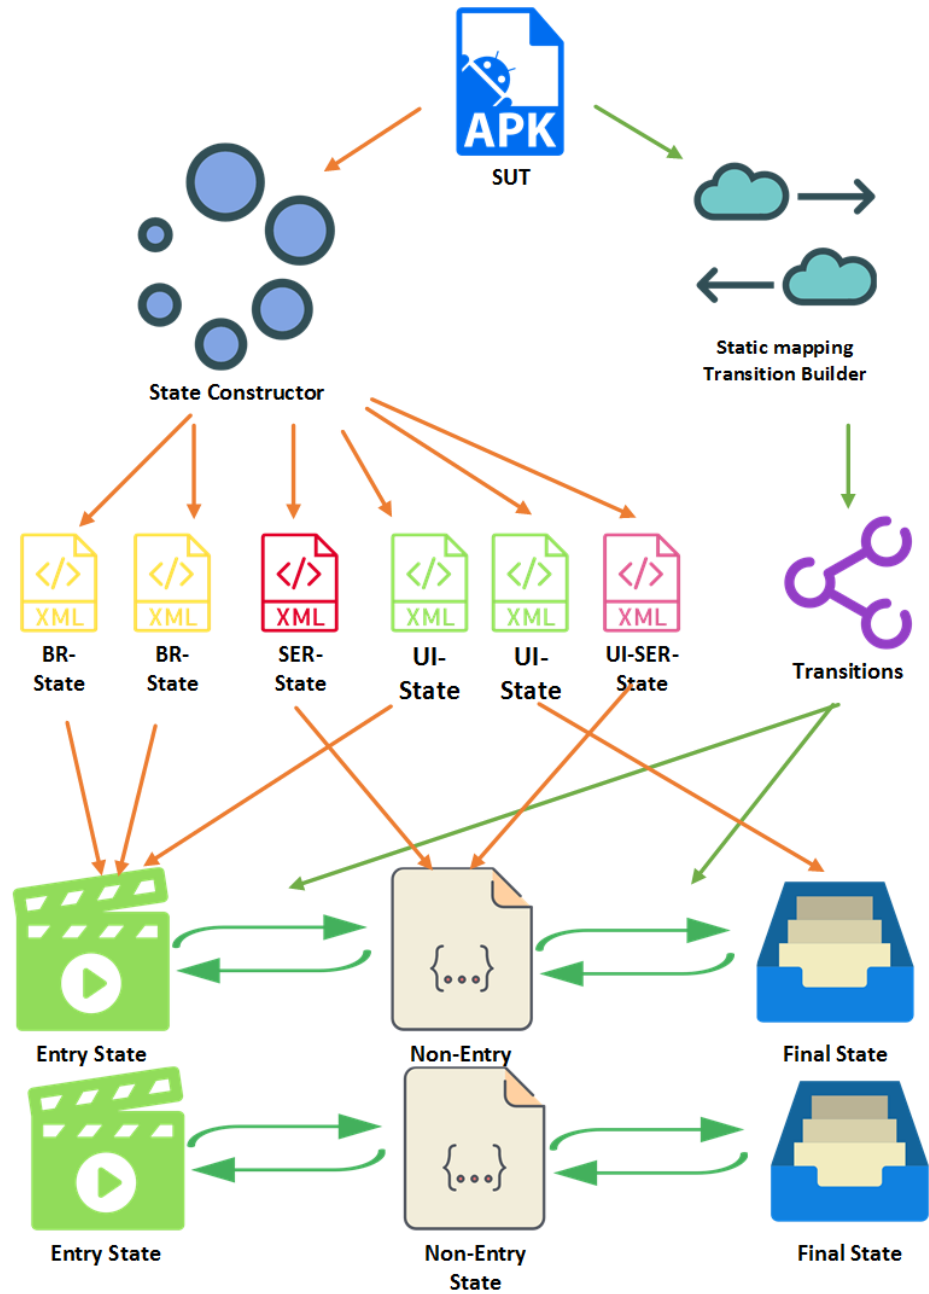 APK
SUT
Static mapping
Transition Builder
State Constructor
</>
XML
</>
XML
</>
XML
</>
XML
</>
XML
</>
XML
BR-
State
BR-
State
SER-
State
UI-
State
UI-
State
UI-SER-
State
Transitions
{...}
Entry State
Non-Entry
Final State
{...}
Entry State
Non-Entry
State
Final State